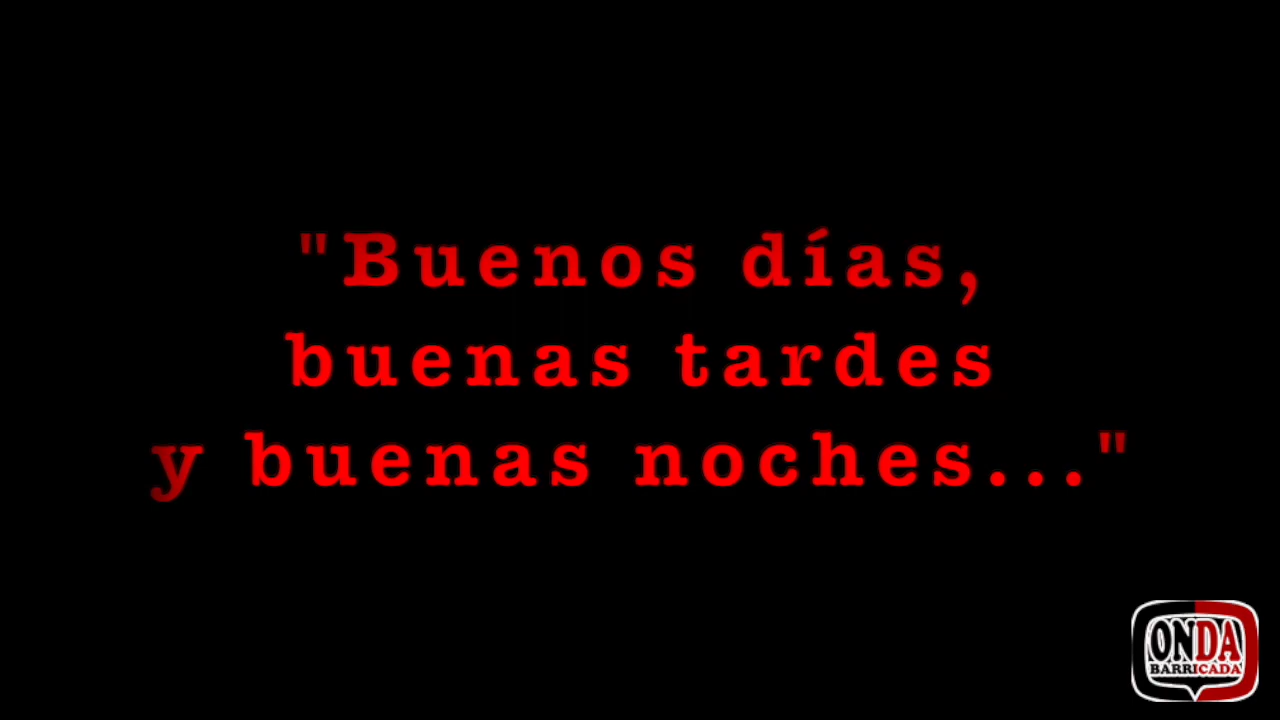 "Buenos días,
buenas tardes
y buenas noches..."
ONDA
BARRICADA